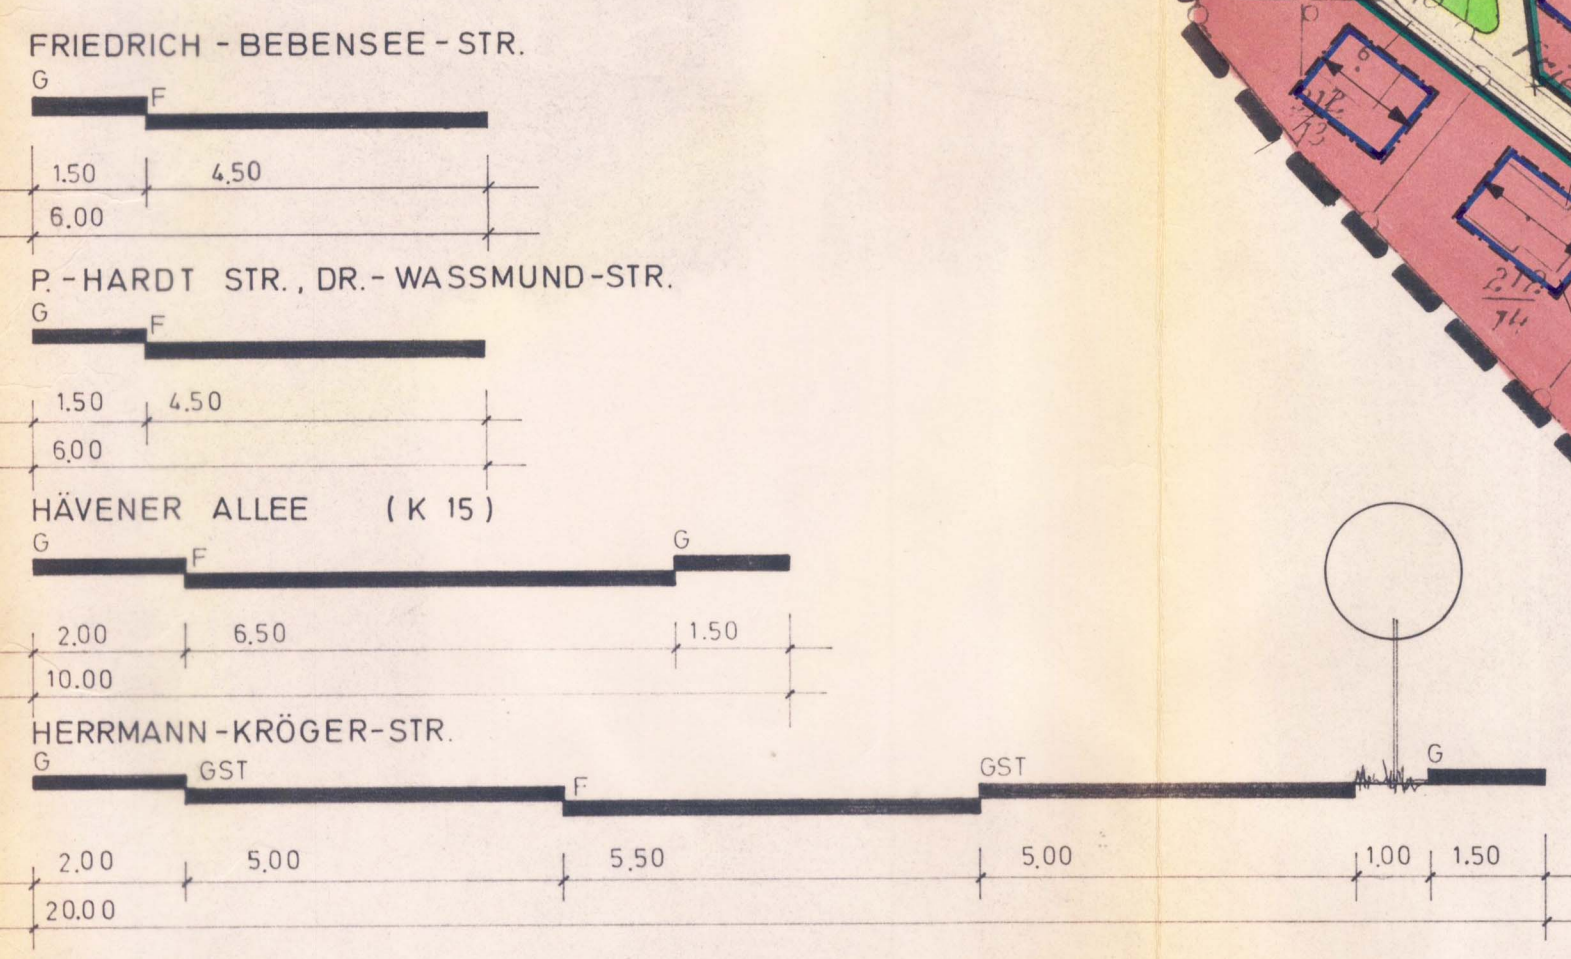 FRIEDRICH - BEBENSEE - STR.
G F
1.50 4.50
6.00
P. - HARDT STR., DR. - WASSMUND - STR.
G F
1.50 4.50
6.00
HÄVENER ALLEE ( K 15 )
G F G
2.00 6.50 1.50
10.00
HERRMANN - KRÖGER - STR.
G GST F GST G
2.00 5.00 5.50 5.00 1.00 1.50
20.00
212
14